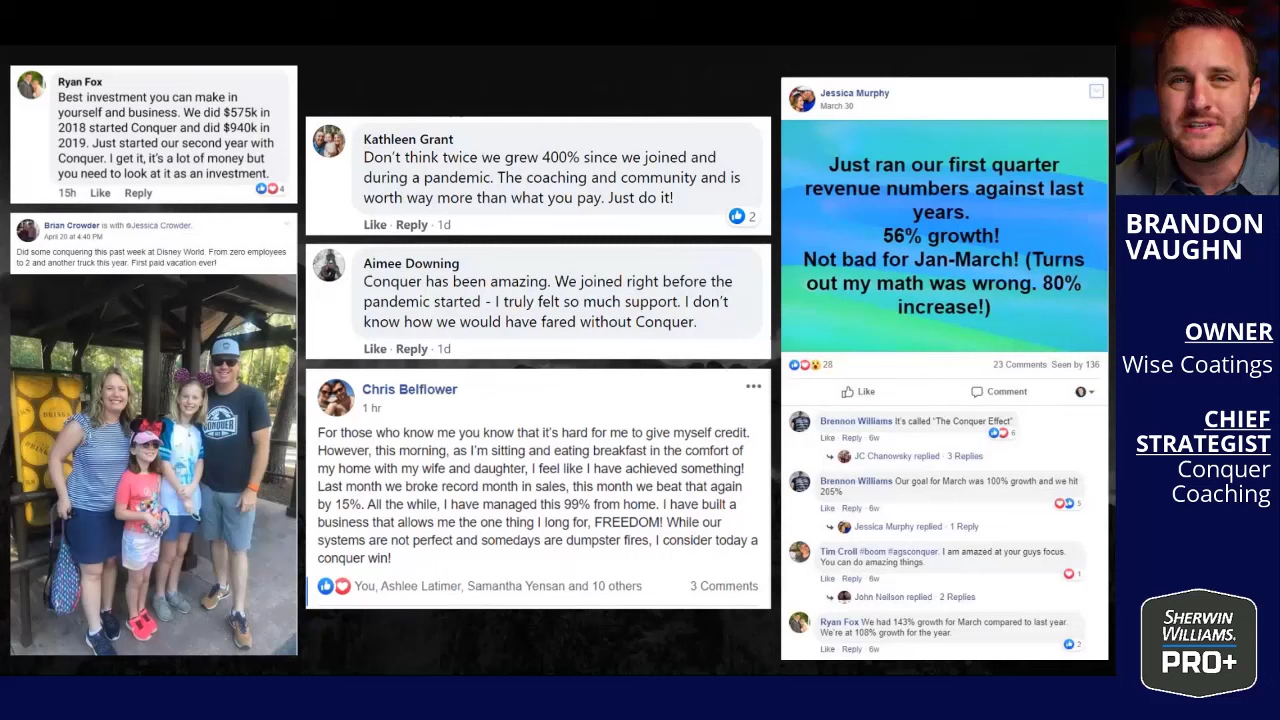 Ryan Fox
Best investment you can make in
yourself and business. We did $575k in
2018 started Conquer and did $940k in
2019. Just started our second year with
Conquer. I get it, it's a lot of money but
you need to look at it as an investment.
15h Like Reply 4
Brian Crowder is with @Jessica Crowder.
April 20 at 4:40 PM
Did some conquering this past week at Disney World. From zero employees
to 2 and another truck this year. First paid vacation ever!
CONQUER
Kathleen Grant
Don't think twice we grew 400% since we joined and
during a pandemic. The coaching and community and is
worth way more than what you pay. Just do it!
Like · Reply · 1d 2
Aimee Downing
Conquer has been amazing. We joined right before the
pandemic started - I truly felt so much support. I don't
know how we would have fared without Conquer.
Like · Reply · 1d
Chris Belflower
1 hr
For those who know me you know that it's hard for me to give myself credit.
However, this morning, as I'm sitting and eating breakfast in the comfort of
my home with my wife and daughter, I feel like I have achieved something!
Last month we broke record month in sales, this month we beat that again
by 15%. All the while, I have managed this 99% from home. I have built a
business that allows me the one thing I long for, FREEDOM! While our
systems are not perfect and somedays are dumpster fires, I consider today a
conquer win!
You, Ashlee Latimer, Samantha Yensan and 10 others 3 Comments
Jessica Murphy
March 30
Just ran our first quarter
revenue numbers against last
years.
56% growth!
Not bad for Jan-March! (Turns
out my math was wrong. 80%
increase!)
28 23 Comments Seen by 136
Like Comment
Brennon Williams It's called "The Conquer Effect"
Like · Reply · 6w 6
JC Chanowsky replied · 3 Replies
Brennon Williams Our goal for March was 100% growth and we hit
205%
Like · Reply · 6w 5
Jessica Murphy replied · 1 Reply
Tim Croll #boom #agsconquer. I am amazed at your guys focus.
You can do amazing things.
Like · Reply · 6w 1
John Neilson replied · 2 Replies
Ryan Fox We had 143% growth for March compared to last year.
We're at 108% growth for the year.
Like · Reply · 6w 2
BRANDON
VAUGHN
OWNER
Wise Coatings
CHIEF
STRATEGIST
Conquer
Coaching
SHERWIN
WILLIAMS.
PRO+